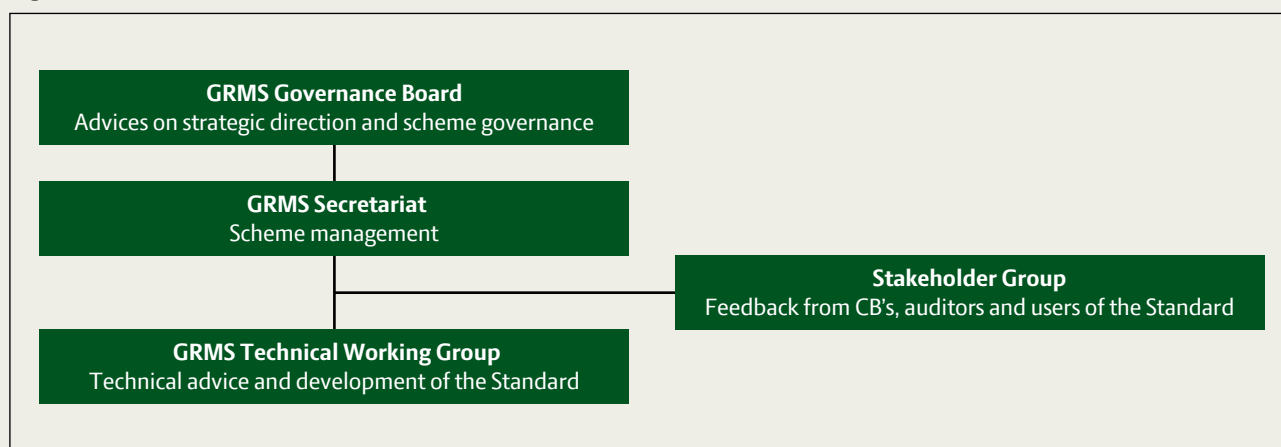 GRMS Governance Board
Advices on strategic direction and scheme governance
GRMS Secretariat
Scheme management
Stakeholder Group
Feedback from CB's, auditors and users of the Standard
GRMS Technical Working Group
Technical advice and development of the Standard